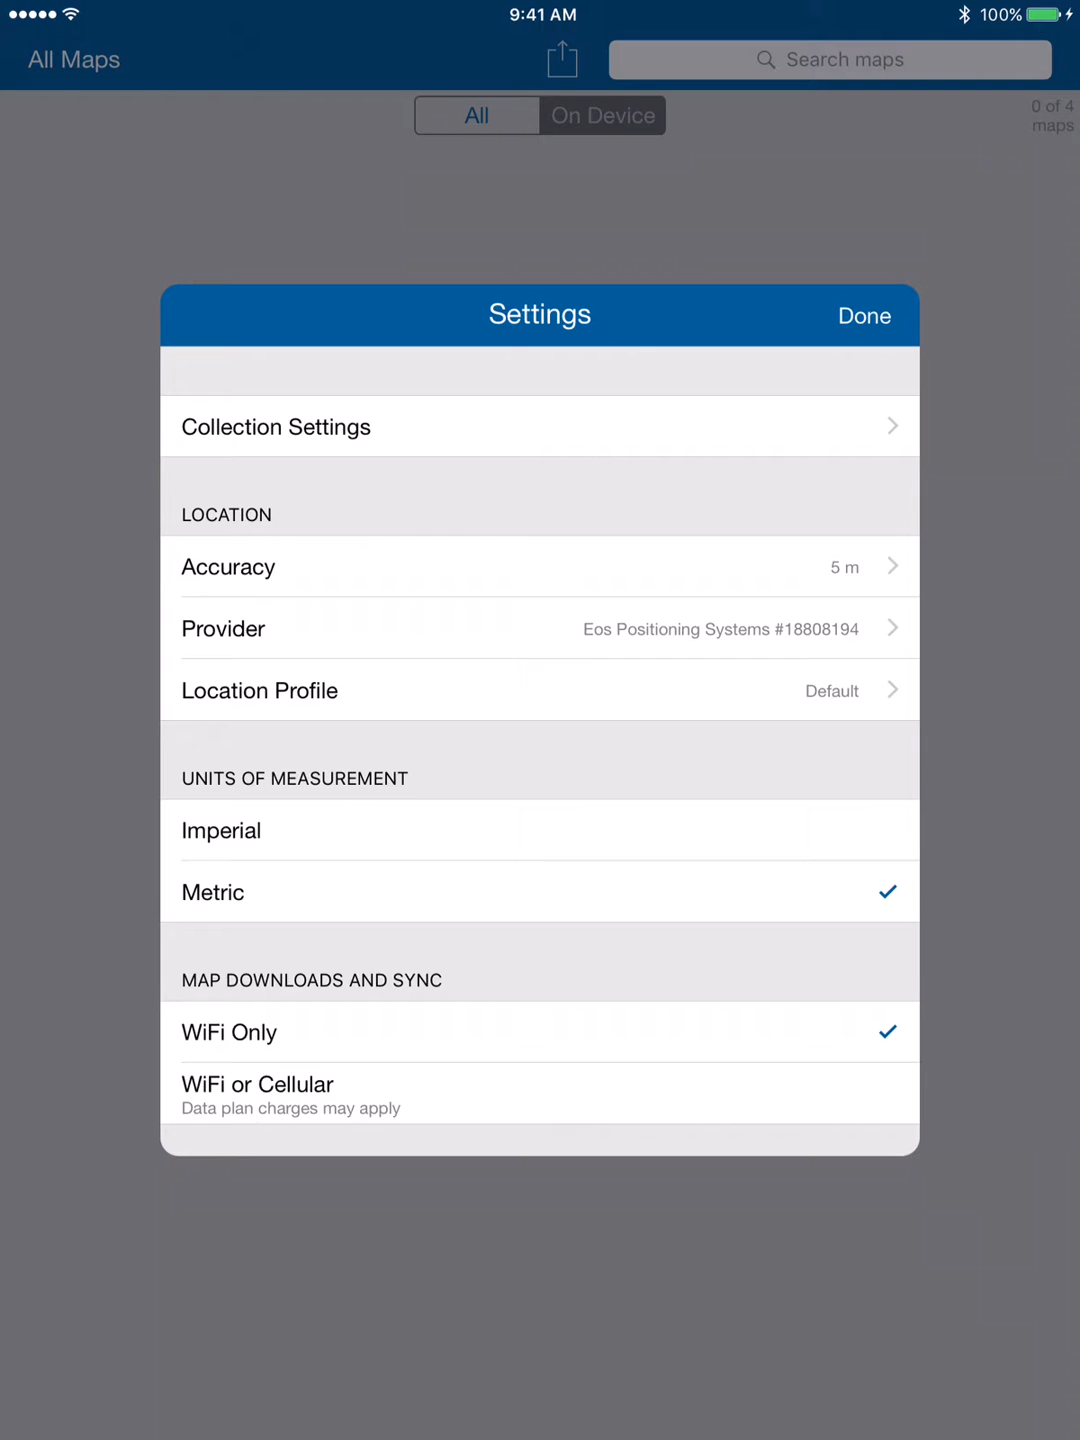 9:41 AM
100%
All Maps
Search maps
All
On Device
0 of 4
maps
Settings
Done
Collection Settings
LOCATION
Accuracy
5 m
Provider
Eos Positioning Systems #18808194
Location Profile
Default
UNITS OF MEASUREMENT
Imperial
Metric
MAP DOWNLOADS AND SYNC
WiFi Only
WiFi or Cellular
Data plan charges may apply